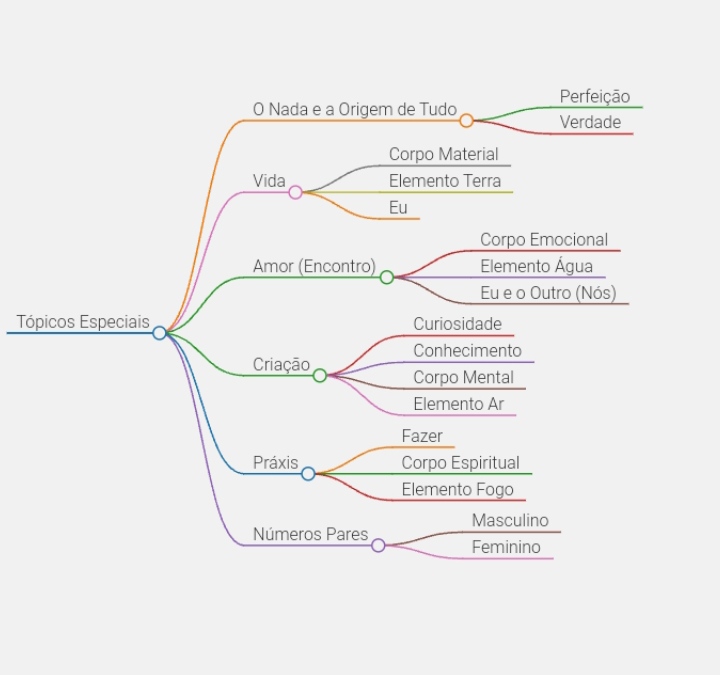 Tópicos Especiais
O Nada e a Origem de Tudo
Perfeição
Verdade
Vida
Corpo Material
Elemento Terra
Eu
Amor (Encontro)
Corpo Emocional
Elemento Água
Eu e o Outro (Nós)
Criação
Curiosidade
Conhecimento
Corpo Mental
Elemento Ar
Práxis
Fazer
Corpo Espiritual
Elemento Fogo
Números Pares
Masculino
Feminino